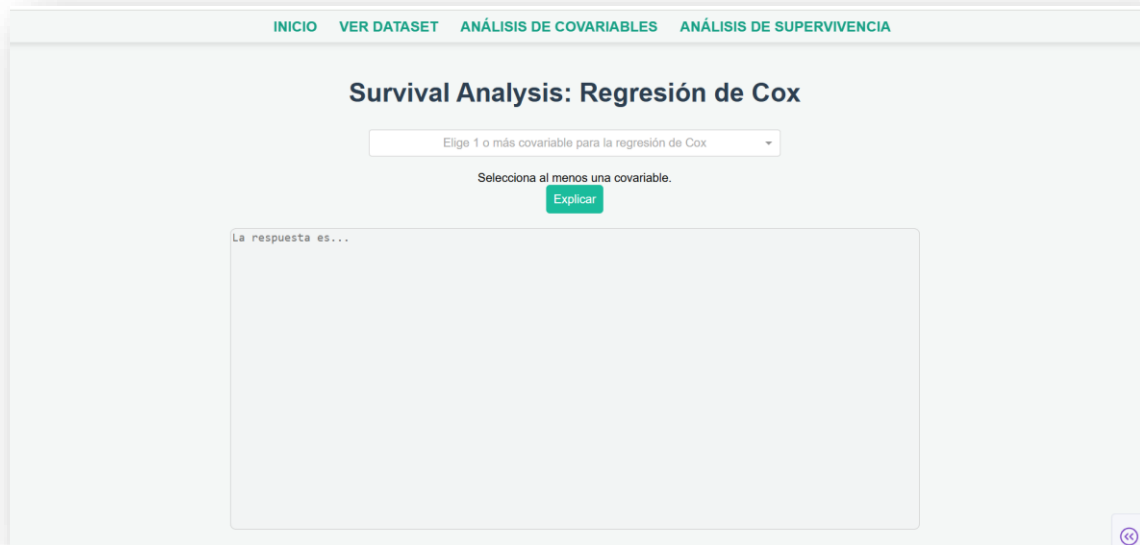 INICIO VER DATASET ANÁLISIS DE COVARIABLES ANÁLISIS DE SUPERVIVENCIA
Survival Analysis: Regresión de Cox
Elige 1 o más covariable para la regresión de Cox
Selecciona al menos una covariable.
Explicar
La respuesta es...